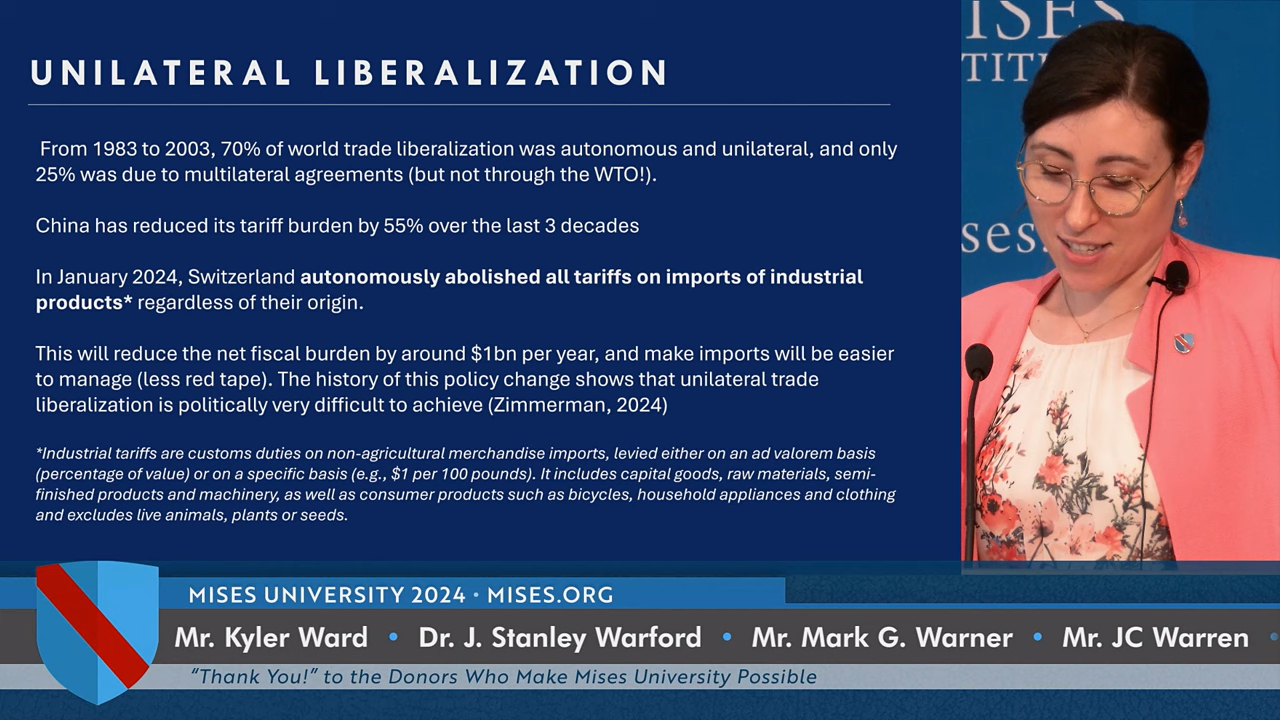 UNILATERAL LIBERALIZATION
From 1983 to 2003, 70% of world trade liberalization was autonomous and unilateral, and only
25% was due to multilateral agreements (but not through the WTO!).
China has reduced its tariff burden by 55% over the last 3 decades
In January 2024, Switzerland autonomously abolished all tariffs on imports of industrial
products* regardless of their origin.
This will reduce the net fiscal burden by around $1bn per year, and make imports will be easier
to manage (less red tape). The history of this policy change shows that unilateral trade
liberalization is politically very difficult to achieve (Zimmerman, 2024)
*Industrial tariffs are customs duties on non-agricultural merchandise imports, levied either on an ad valorem basis
(percentage of value) or on a specific basis (e.g., $1 per 100 pounds). It includes capital goods, raw materials, semi-
finished products and machinery, as well as consumer products such as bicycles, household appliances and clothing
and excludes live animals, plants or seeds.
MISES UNIVERSITY 2024 • MISES.ORG
Mr. Kyler Ward • Dr. J. Stanley Warford • Mr. Mark G. Warner • Mr. JC Warren
"Thank You!" to the Donors Who Make Mises University Possible